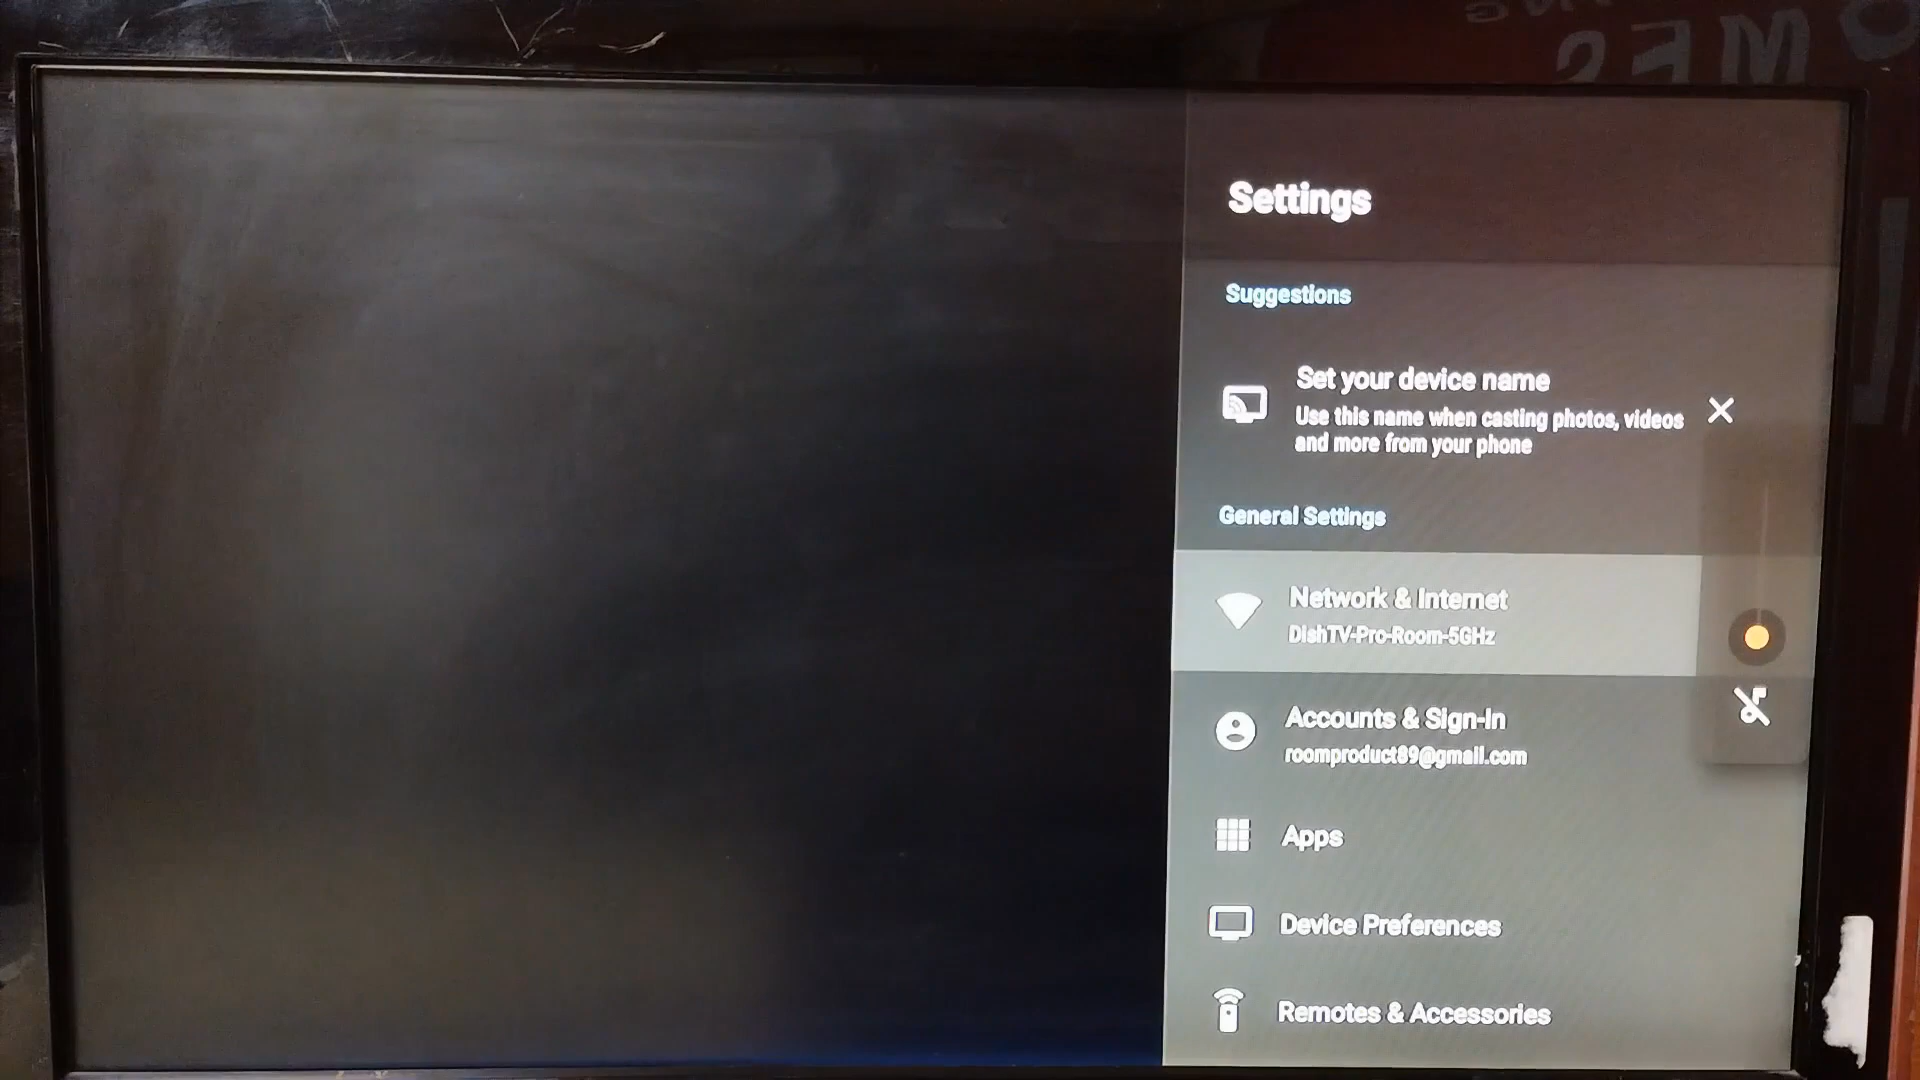 Settings
Suggestions
Set your device name
Use this name when casting photos, videos
and more from your phone
General Settings
Network & Internet
DishTV-Pro-Room-5GHz
Accounts & Sign-In
roomproduct89@gmail.com
Apps
Device Preferences
Remotes & Accessories